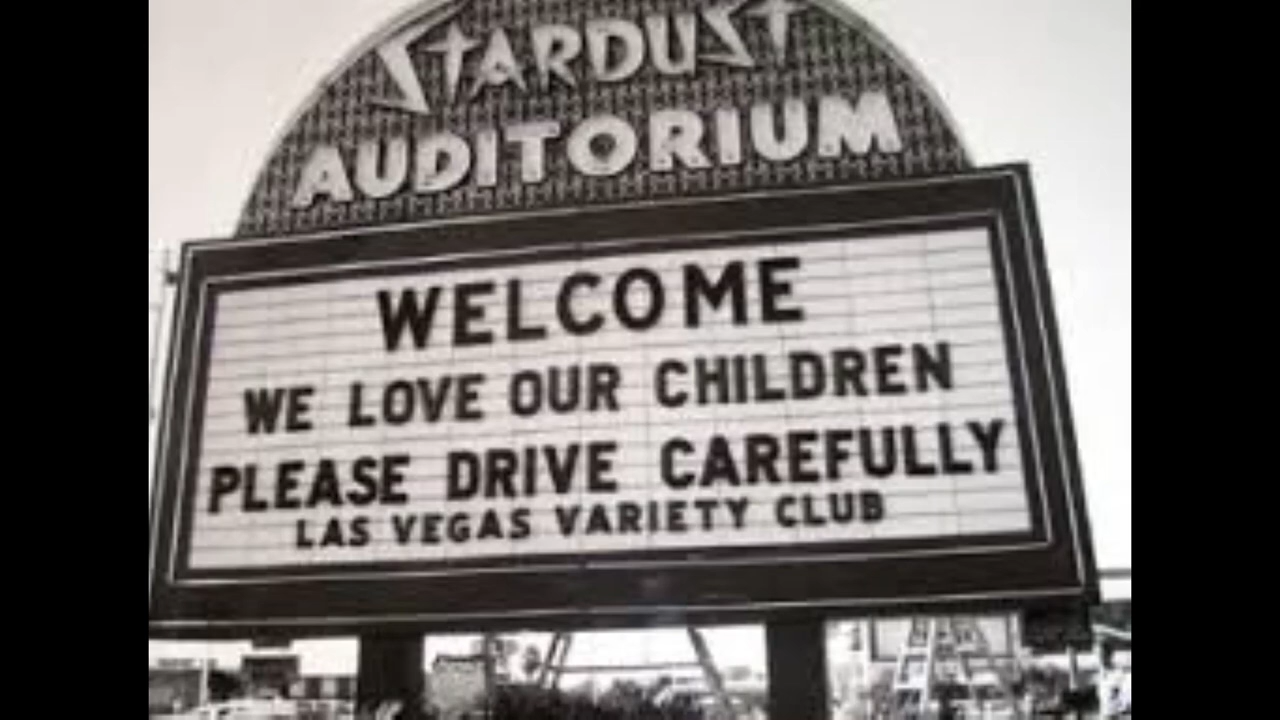 STARDUST
AUDITORIUM
WELCOME
WE LOVE OUR CHILDREN
PLEASE DRIVE CAREFULLY
LAS VEGAS VARIETY CLUB